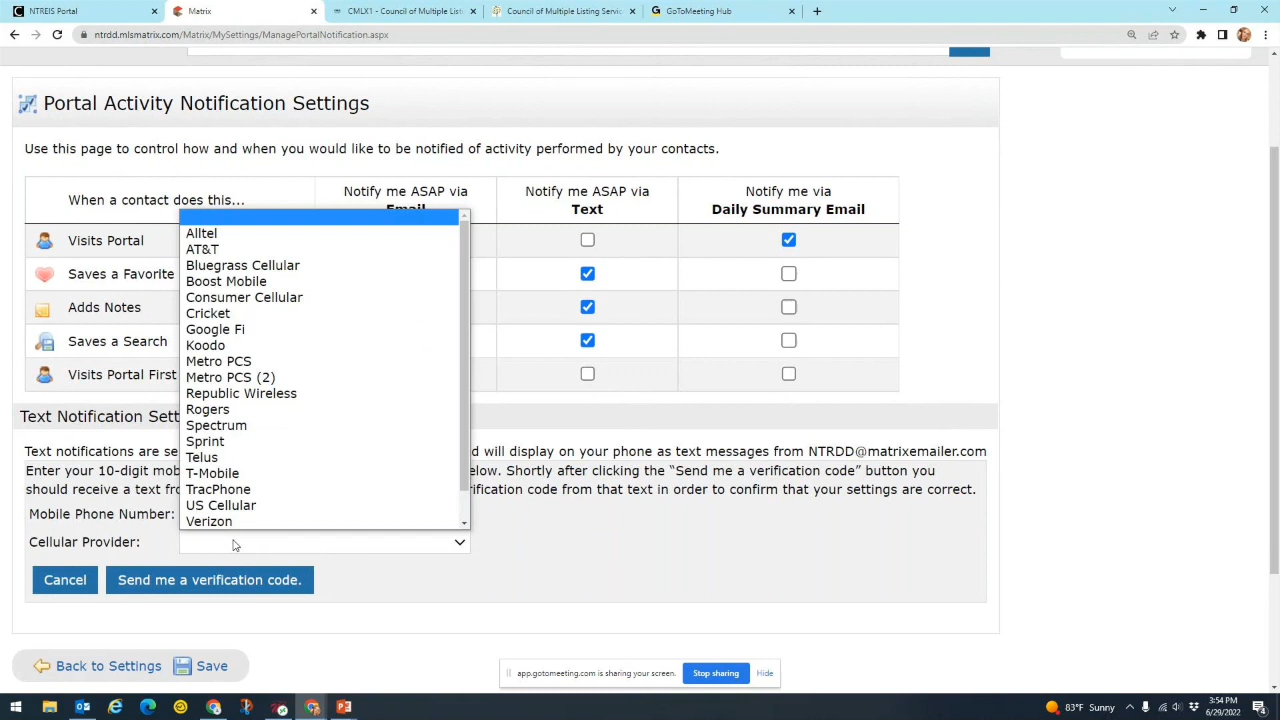 NTREIS Portal
Matrix
CMLX1 - Council of Multiple Listi
Council of Multiple Listing Servic
GoToMeeting Hub
ntrdd.mlsmatrix.com/Matrix/MySettings/ManagePortalNotification.aspx
Portal Activity Notification Settings
Use this page to control how and when you would like to be notified of activity performed by your contacts.
When a contact does this...
Notify me ASAP via
Email
Notify me ASAP via
Text
Notify me via
Daily Summary Email
Visits Portal
Saves a Favorite
Adds Notes
Saves a Search
Visits Portal First
Alltel
AT&T
Bluegrass Cellular
Boost Mobile
Consumer Cellular
Cricket
Google Fi
Koodo
Metro PCS
Metro PCS (2)
Republic Wireless
Rogers
Spectrum
Sprint
Telus
T-Mobile
TracPhone
US Cellular
Verizon
Text Notification Sett
Text notifications are se d will display on your phone as text messages from NTRDD@matrixemailer.com
Enter your 10-digit mob elow. Shortly after clicking the “Send me a verification code” button you
should receive a text fro rification code from that text in order to confirm that your settings are correct.
Mobile Phone Number:
Cellular Provider:
Cancel
Send me a verification code.
Back to Settings
Save
app.gotomeeting.com is sharing your screen.
Stop sharing
Hide
83°F Sunny
3:54 PM
6/29/2022
4